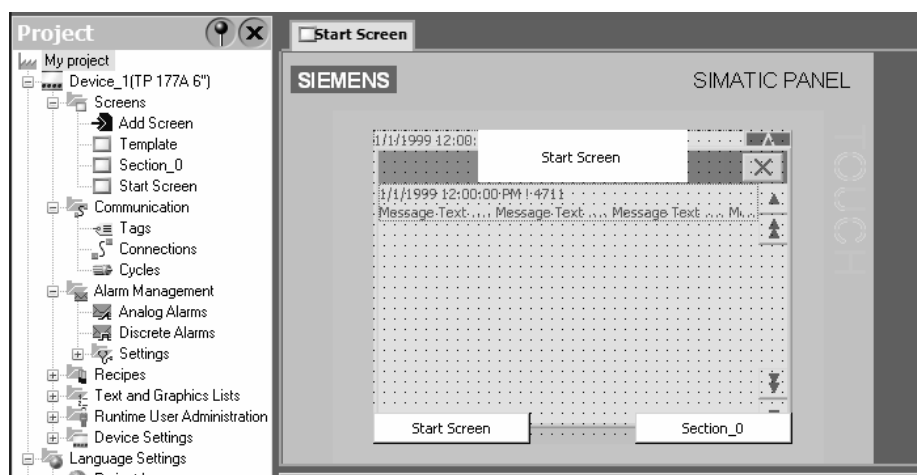 Project
My project
Device_1(TP 177A 6")
Screens
Add Screen
Template
Section_0
Start Screen
Communication
Tags
Connections
Cycles
Alarm Management
Analog Alarms
Discrete Alarms
Settings
Recipes
Text and Graphics Lists
Runtime User Administration
Device Settings
Language Settings
Start Screen
SIEMENS
SIMATIC PANEL
TOUCH
1/1/1999 12:00:
Start Screen
1/1/1999 12:00:00 PM ! 4711
Message Text .... Message Text .... Message Text .... M...
Start Screen
Section_0